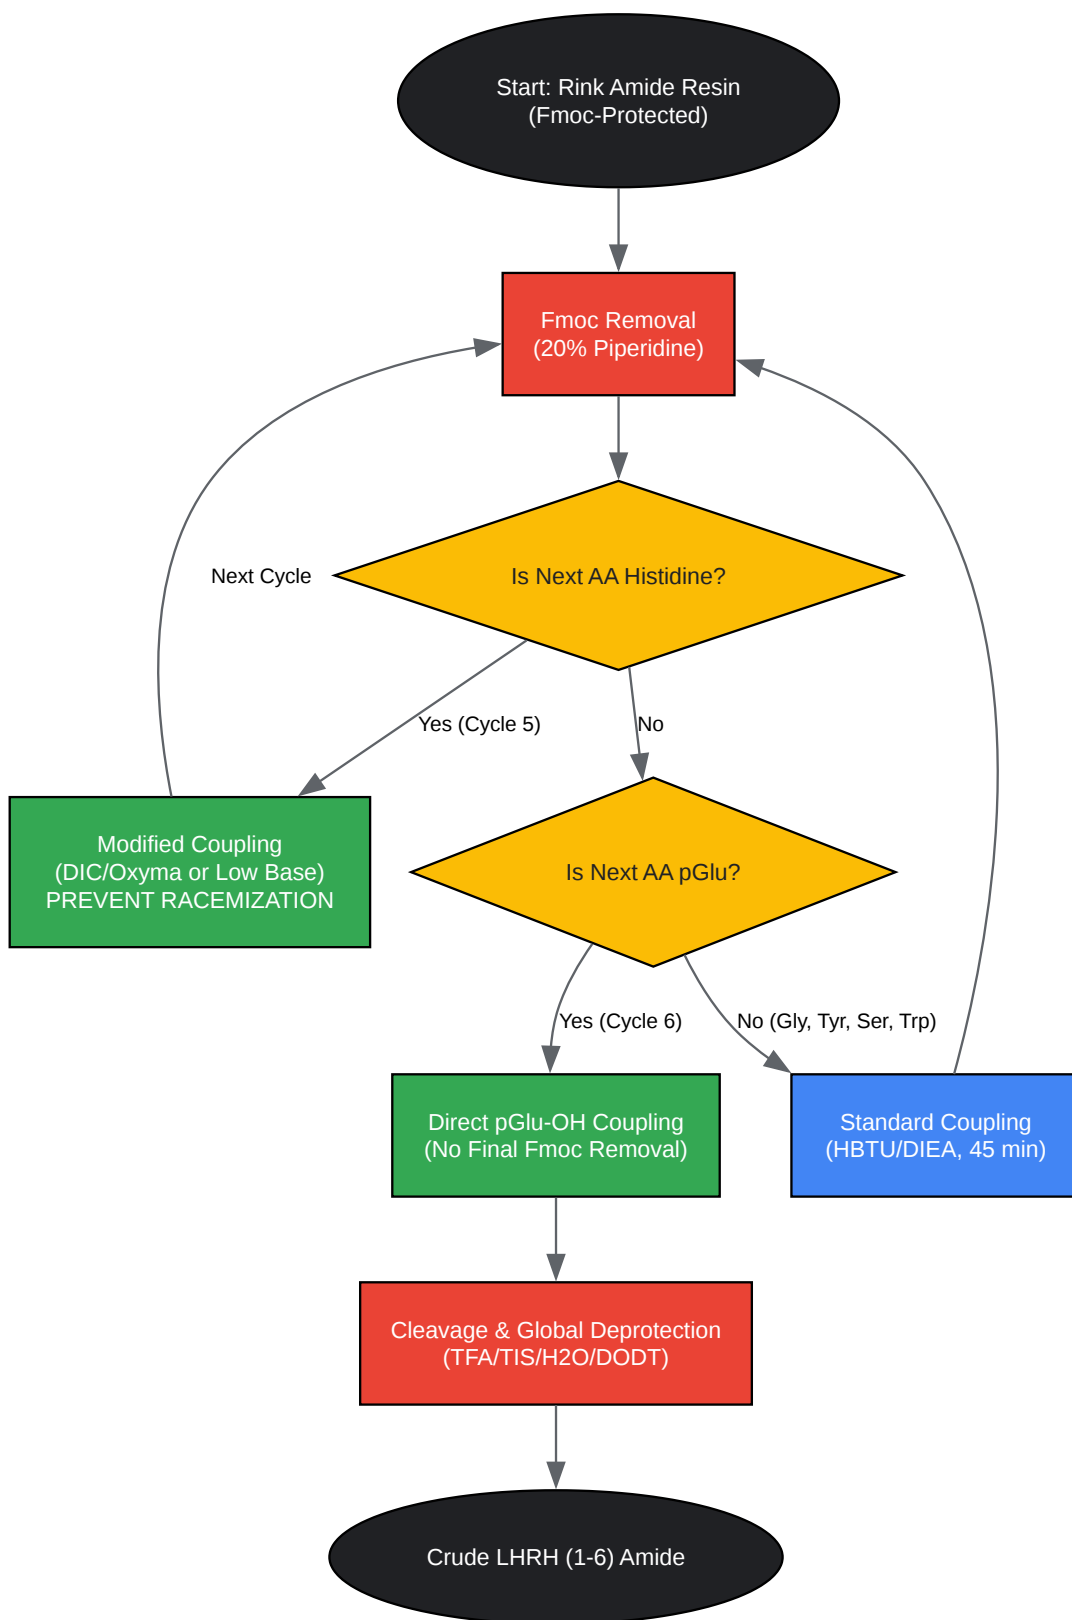 Start: Rink Amide Resin
(Fmoc-Protected)
Fmoc Removal
(20% Piperidine)
Next Cycle
Is Next AA Histidine?
Yes (Cycle 5)
No
Modified Coupling
(DIC/Oxyma or Low Base)
PREVENT RACEMIZATION
Is Next AA pGlu?
Yes (Cycle 6)
No (Gly, Tyr, Ser, Trp)
Direct pGlu-OH Coupling
(No Final Fmoc Removal)
Standard Coupling
(HBTU/DIEA, 45 min)
Cleavage & Global Deprotection
(TFA/TIS/H2O/DODT)
Crude LHRH (1-6) Amide